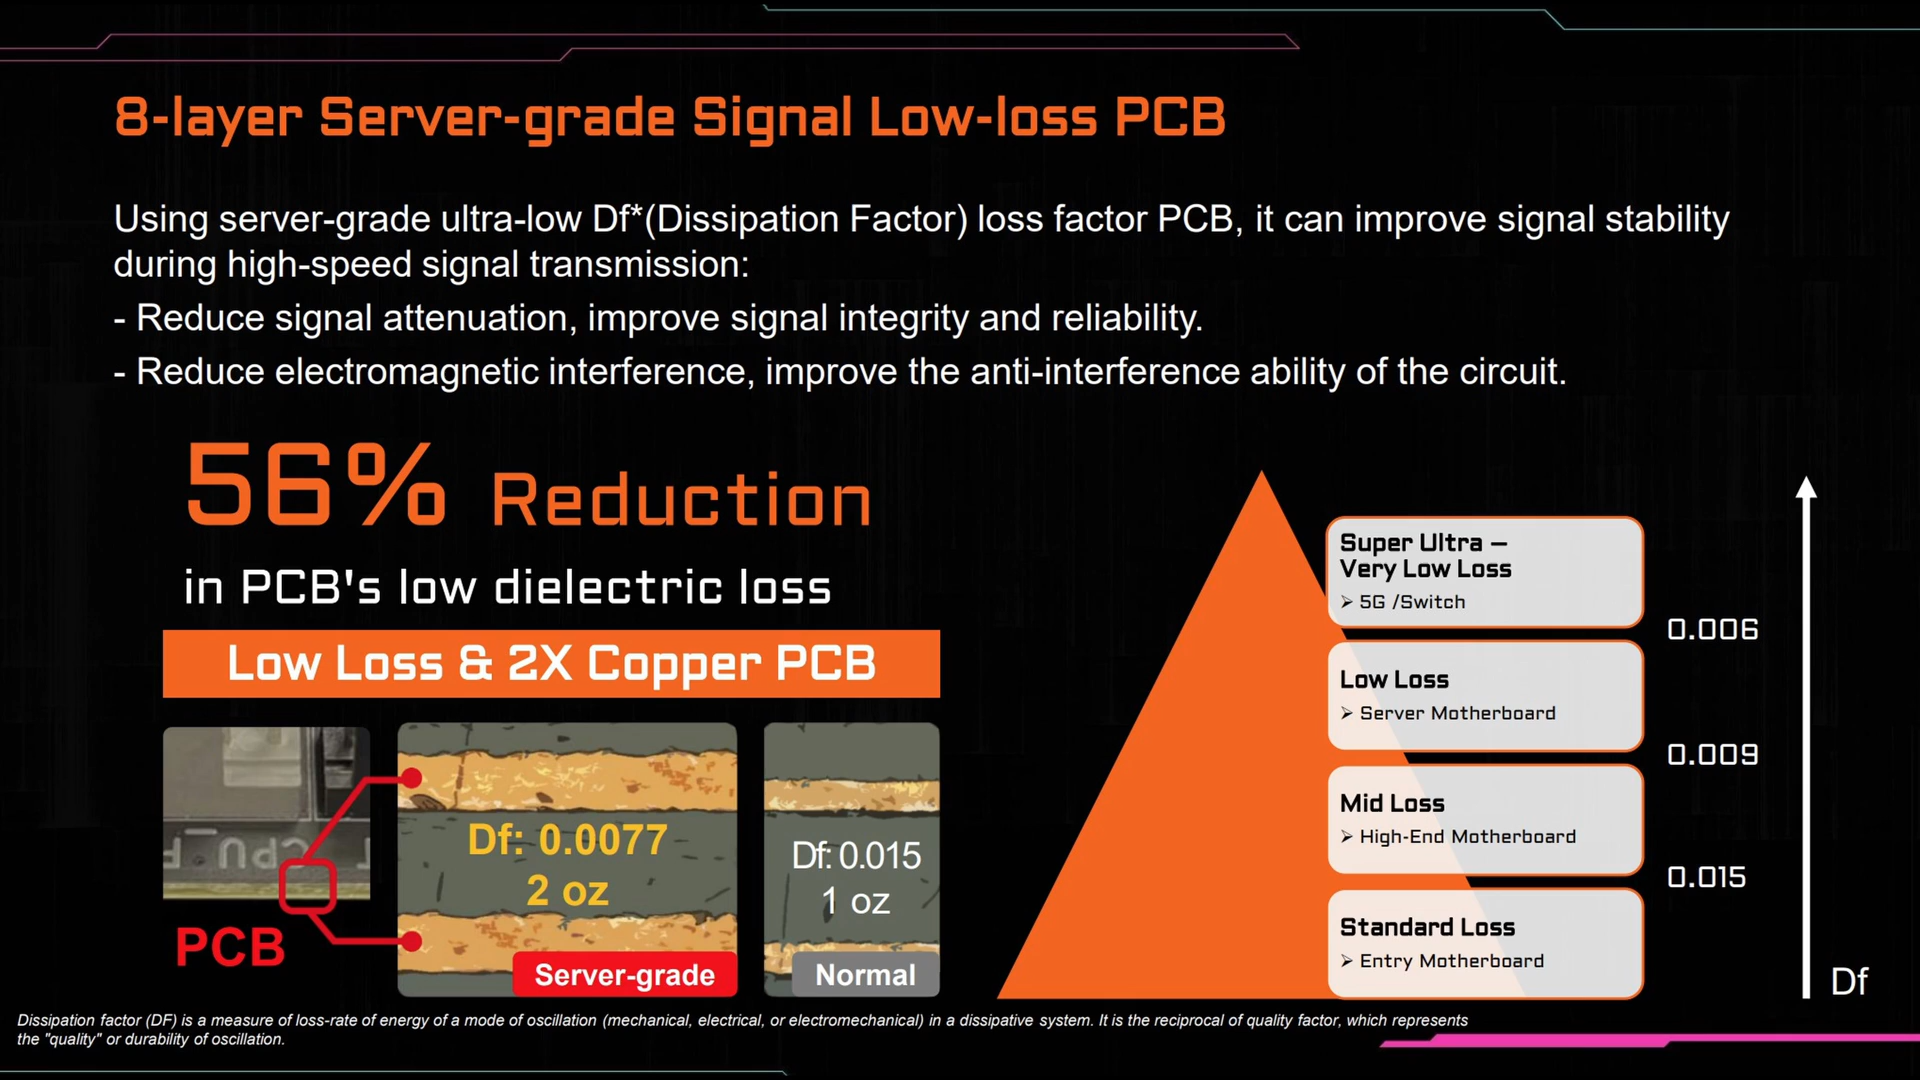 8-layer Server-grade Signal Low-loss PCB
Using server-grade ultra-low Df*(Dissipation Factor) loss factor PCB, it can improve signal stability
during high-speed signal transmission:
- Reduce signal attenuation, improve signal integrity and reliability.
- Reduce electromagnetic interference, improve the anti-interference ability of the circuit.
56% Reduction
in PCB's low dielectric loss
Low Loss & 2X Copper PCB
CPU
PCB
Df: 0.0077
2 oz
Server-grade
Df: 0.015
1 oz
Normal
Super Ultra –
Very Low Loss
➢ 5G /Switch
0.006
Low Loss
➢ Server Motherboard
0.009
Mid Loss
➢ High-End Motherboard
0.015
Standard Loss
➢ Entry Motherboard
Df
Dissipation factor (DF) is a measure of loss-rate of energy of a mode of oscillation (mechanical, electrical, or electromechanical) in a dissipative system. It is the reciprocal of quality factor, which represents
the "quality" or durability of oscillation.